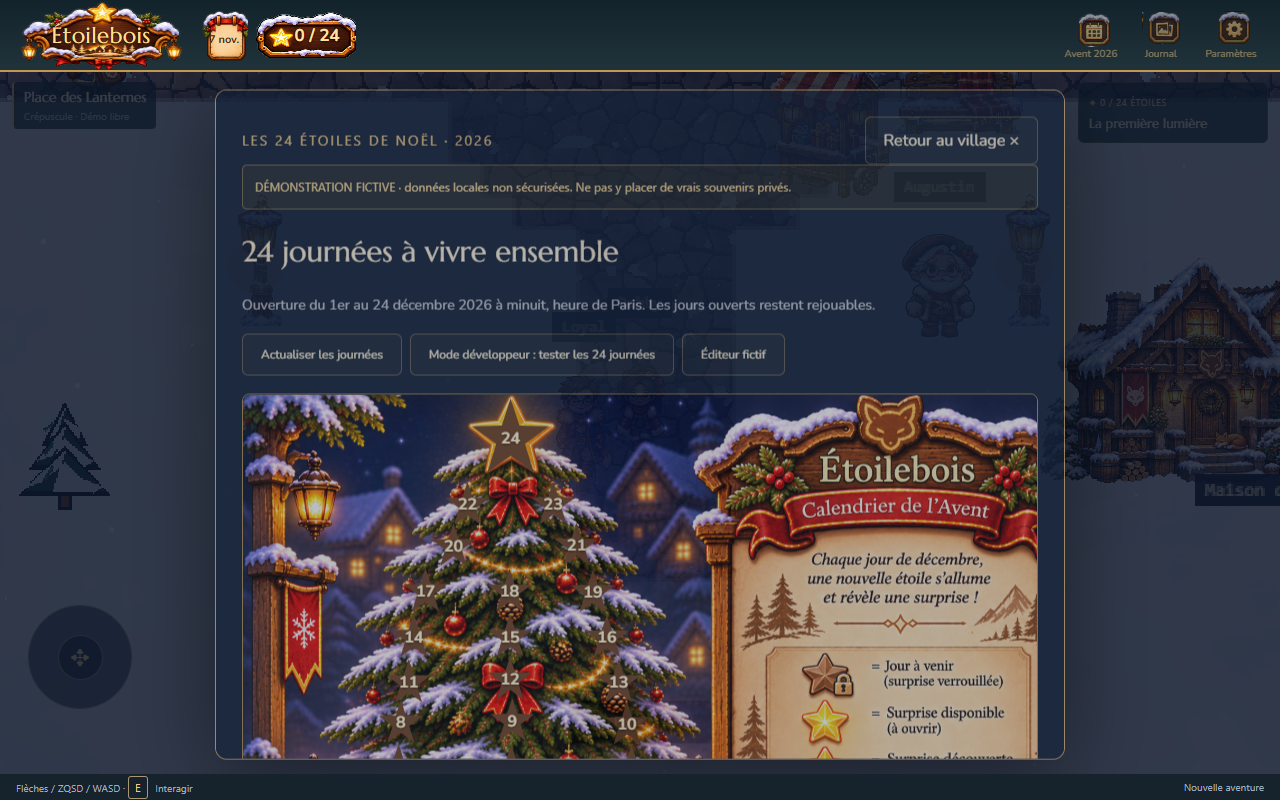 Étoilebois
7 nov.
0 / 24
Avent 2026
Journal
Paramètres
Place des Lanternes
Crépuscule · Démo libre
0 / 24 ÉTOILES
La première lumière
LES 24 ÉTOILES DE NOËL · 2026
Retour au village ×
DÉMONSTRATION FICTIVE · données locales non sécurisées. Ne pas y placer de vrais souvenirs privés.
Augustin
24 journées à vivre ensemble
Ouverture du 1er au 24 décembre 2026 à minuit, heure de Paris. Les jours ouverts restent rejouables.
Loyal
Actualiser les journées
Mode développeur : tester les 24 journées
Éditeur fictif
24
22
23
20
21
17
18
19
14
15
16
11
12
13
8
9
10
Étoilebois
Calendrier de l'Avent
Chaque jour de décembre,
une nouvelle étoile s'allume
et révèle une surprise !
= Jour à venir
(surprise verrouillée)
= Surprise disponible
(à ouvrir)
= Surprise découverte
Maison
Flèches / ZQSD / WASD · E Interagir
Nouvelle aventure